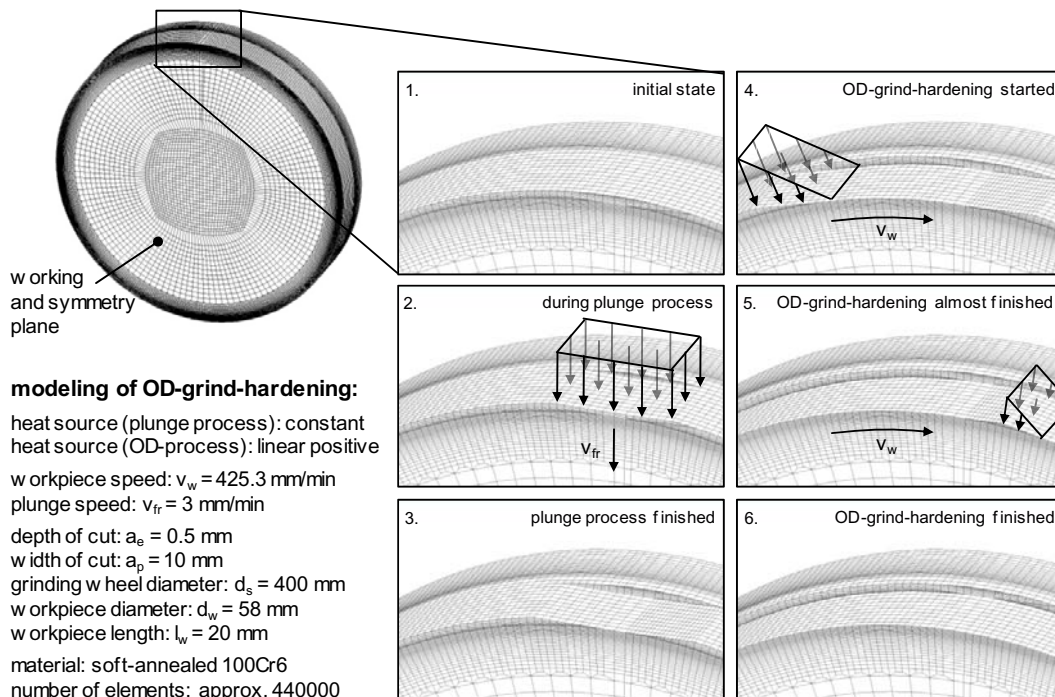 working
and symmetry
plane
modeling of OD-grind-hardening:
heat source (plunge process): constant
heat source (OD-process): linear positive
workpiece speed: vw = 425.3 mm/min
plunge speed: vfr = 3 mm/min
depth of cut: ae = 0.5 mm
width of cut: ap = 10 mm
grinding wheel diameter: ds = 400 mm
workpiece diameter: dw = 58 mm
workpiece length: lw = 20 mm
material: soft-annealed 100Cr6
number of elements: approx. 440000
1. initial state
2. during plunge process
vfr
3. plunge process finished
4. OD-grind-hardening started
vw
5. OD-grind-hardening almost finished
vw
6. OD-grind-hardening finished